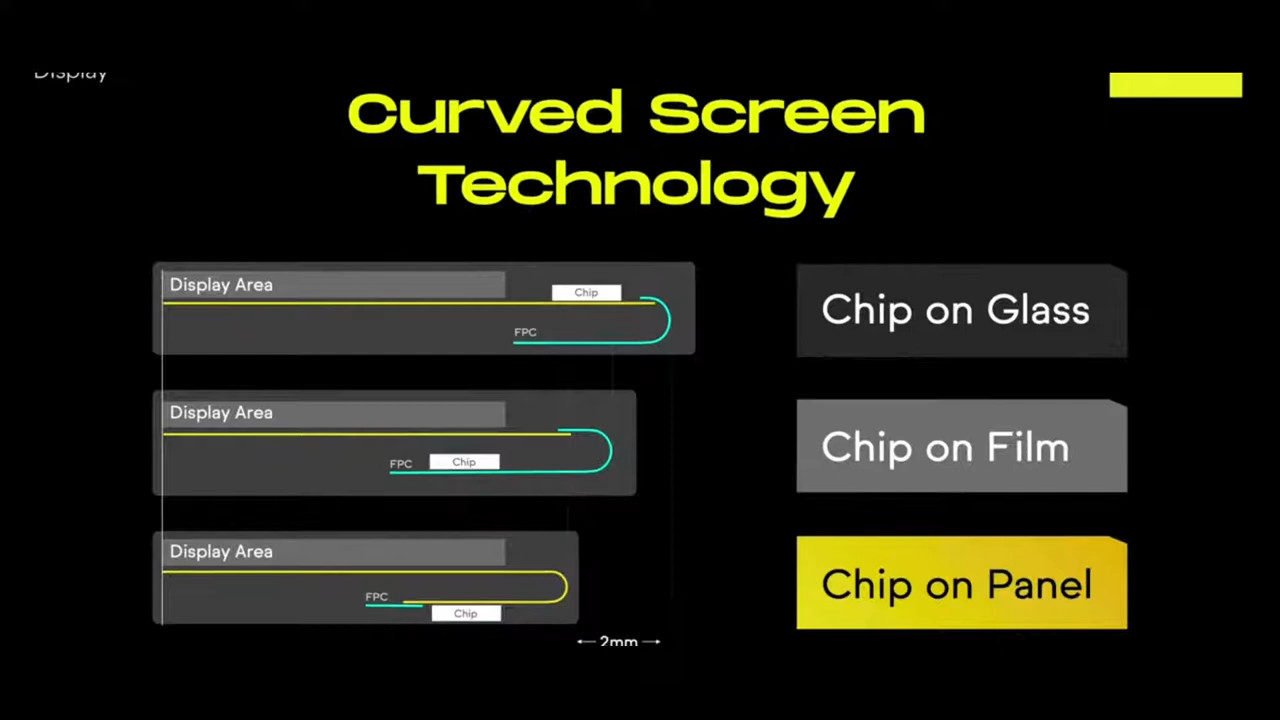 Display
Curved Screen
Technology
Display Area
Chip
FPC
Chip on Glass
Display Area
FPC
Chip
Chip on Film
Display Area
FPC
Chip
Chip on Panel
2mm